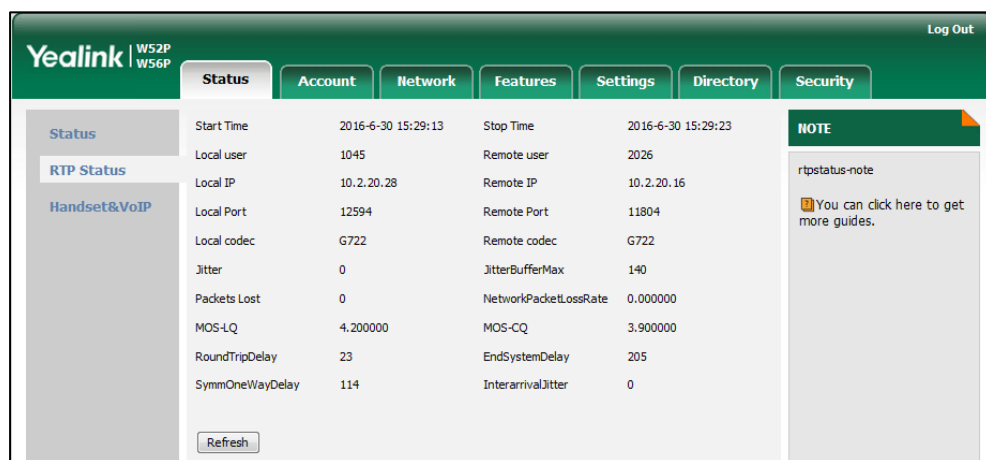 Log Out
Yealink W52P W56P
Status Account Network Features Settings Directory Security
Status
RTP Status
Handset&VoIP
Start Time 2016-6-30 15:29:13 Stop Time 2016-6-30 15:29:23
Local user 1045 Remote user 2026
Local IP 10.2.20.28 Remote IP 10.2.20.16
Local Port 12594 Remote Port 11804
Local codec G722 Remote codec G722
Jitter 0 JitterBufferMax 140
Packets Lost 0 NetworkPacketLossRate 0.000000
MOS-LQ 4.200000 MOS-CQ 3.900000
RoundTripDelay 23 EndSystemDelay 205
SymmOneWayDelay 114 InterarrivalJitter 0
Refresh
NOTE
rtpstatus-note
You can click here to get
more guides.